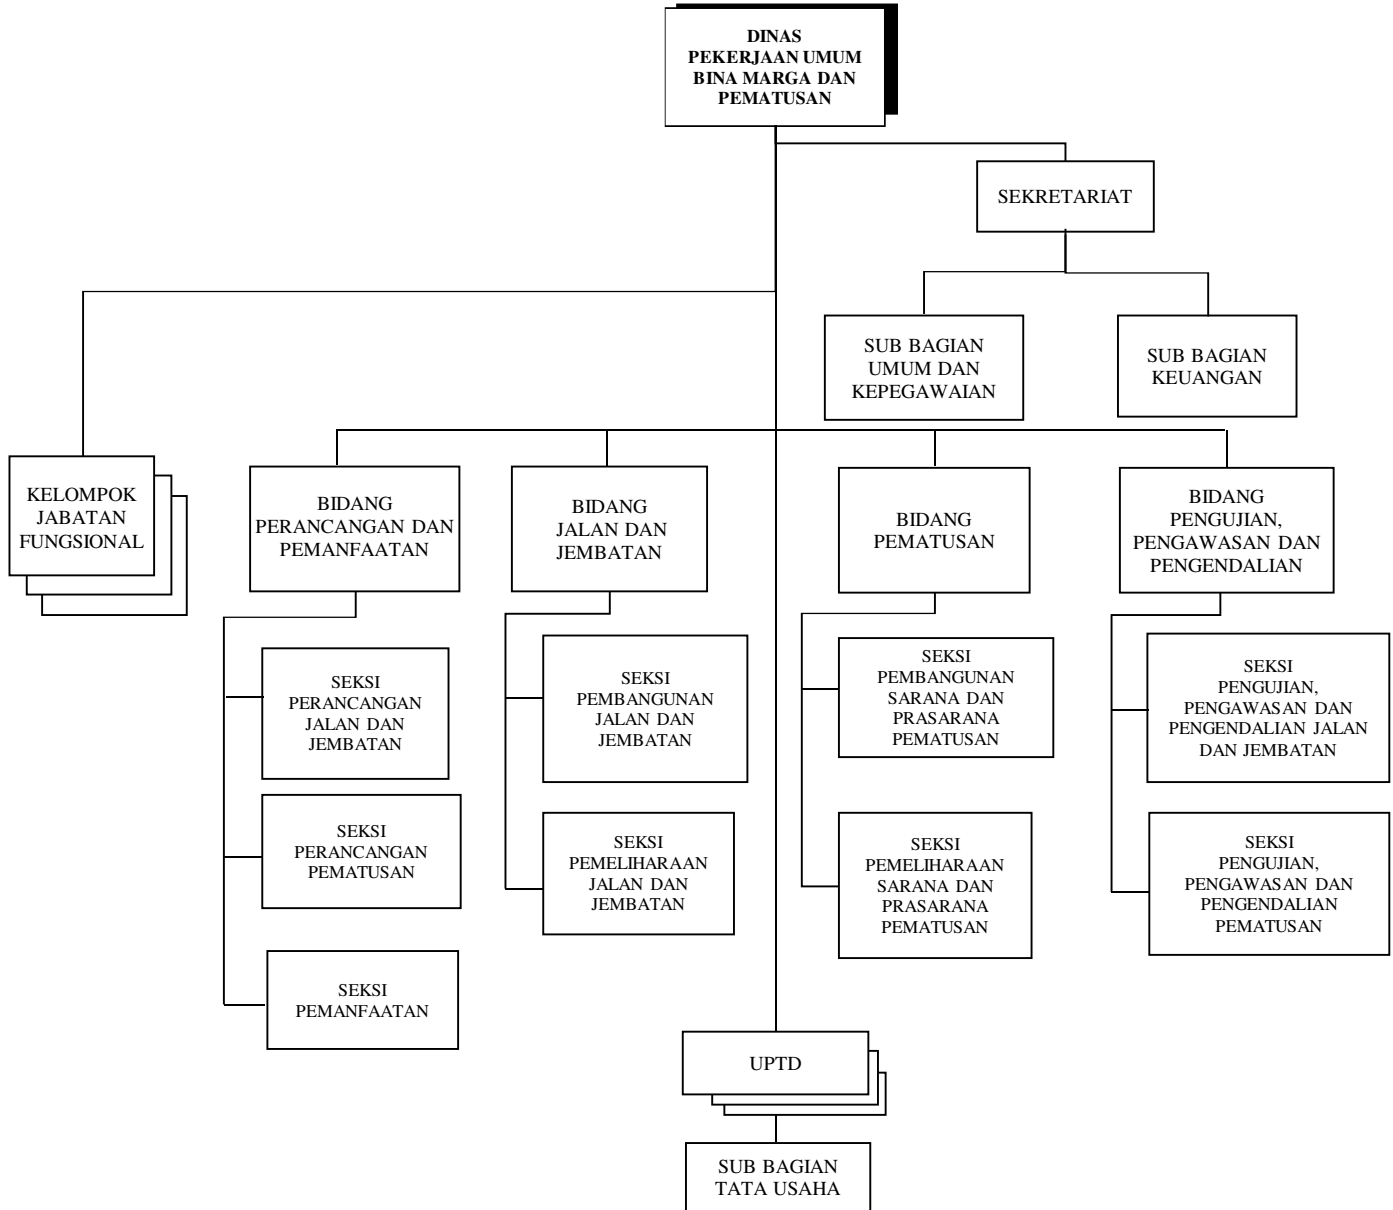 DINAS
PEKERJAAN UMUM
BINA MARGA DAN
PEMATUSAN
SEKRETARIAT
SUB BAGIAN
UMUM DAN
KEPEGAWAIAN
SUB BAGIAN
KEUANGAN
KELOMPOK
JABATAN
FUNGSIONAL
BIDANG
PERANCANGAN DAN
PEMANFAATAN
BIDANG
JALAN DAN
JEMBATAN
BIDANG
PEMATUSAN
BIDANG
PENGUJIAN,
PENGAWASAN DAN
PENGENDALIAN
SEKSI
PERANCANGAN
JALAN DAN
JEMBATAN
SEKSI
PEMBANGUNAN
JALAN DAN
JEMBATAN
SEKSI
PEMBANGUNAN
SARANA DAN
PRASARANA
PEMATUSAN
SEKSI
PENGUJIAN,
PENGAWASAN DAN
PENGENDALIAN JALAN
DAN JEMBATAN
SEKSI
PERANCANGAN
PEMATUSAN
SEKSI
PEMELIHARAAN
JALAN DAN
JEMBATAN
SEKSI
PEMELIHARAAN
SARANA DAN
PRASARANA
PEMATUSAN
SEKSI
PENGUJIAN,
PENGAWASAN DAN
PENGENDALIAN
PEMATUSAN
SEKSI
PEMANFAATAN
UPTD
SUB BAGIAN
TATA USAHA